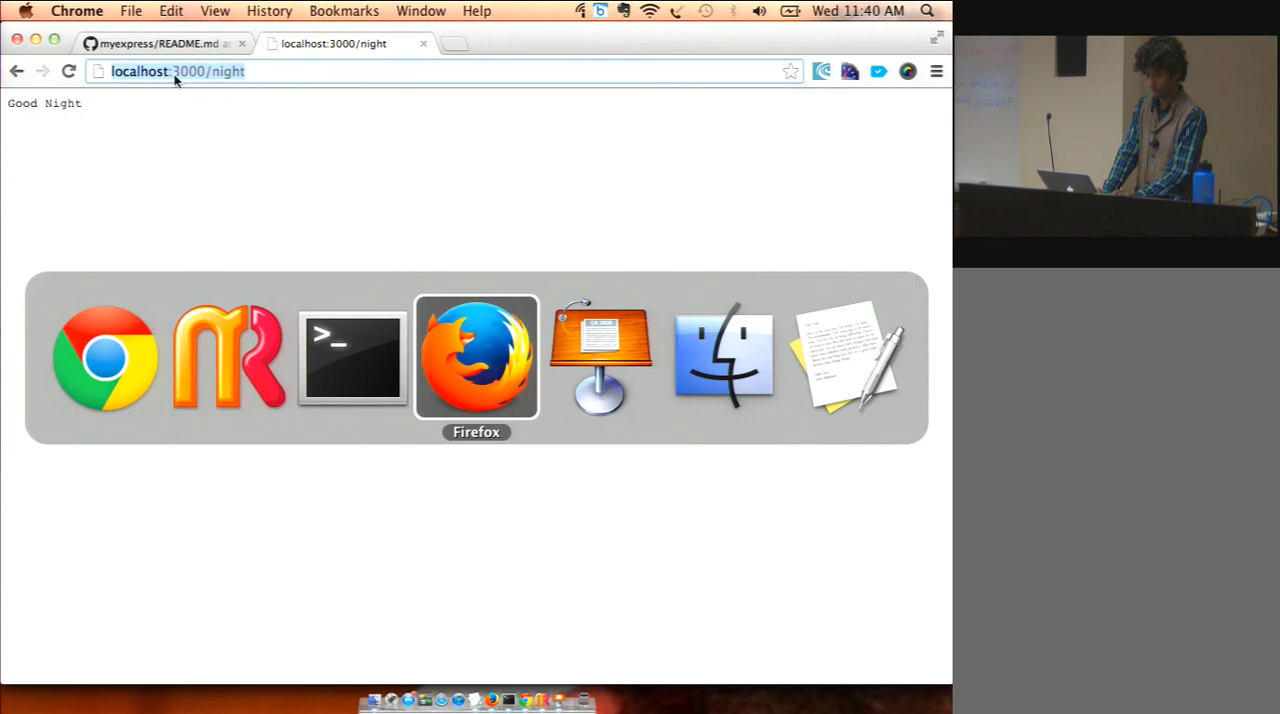 Chrome File Edit View History Bookmarks Window Help Wed 11:40 AM
myexpress/README.md at localhost:3000/night
localhost:3000/night
Good Night
>_
Firefox